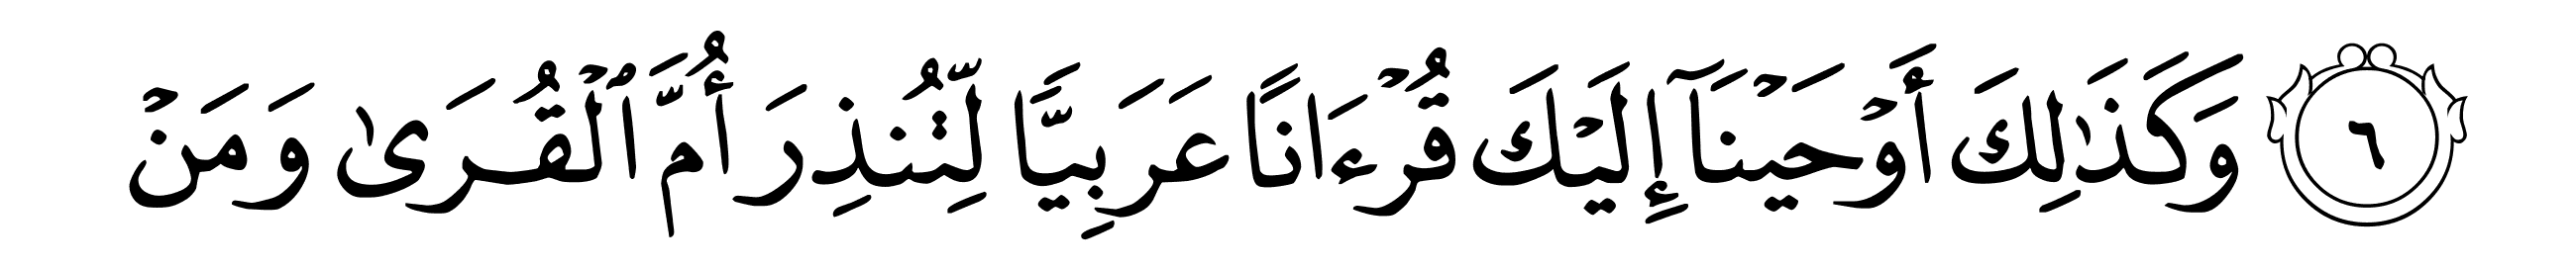 ٦ وَكَذَٰلِكَ أَوۡحَيۡنَآ إِلَيۡكَ قُرۡءَانًا عَرَبِيّٗا لِّتُنذِرَ أُمَّ ٱلۡقُرَىٰ وَمَنۡ